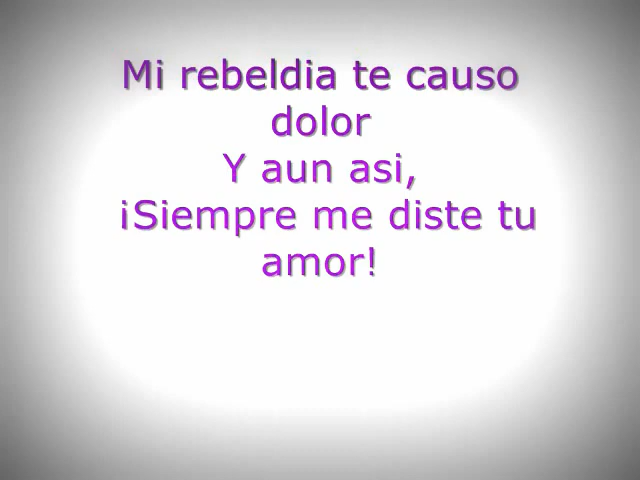 Mi rebeldia te causo
dolor
Y aun asi,
¡Siempre me diste tu
amor!